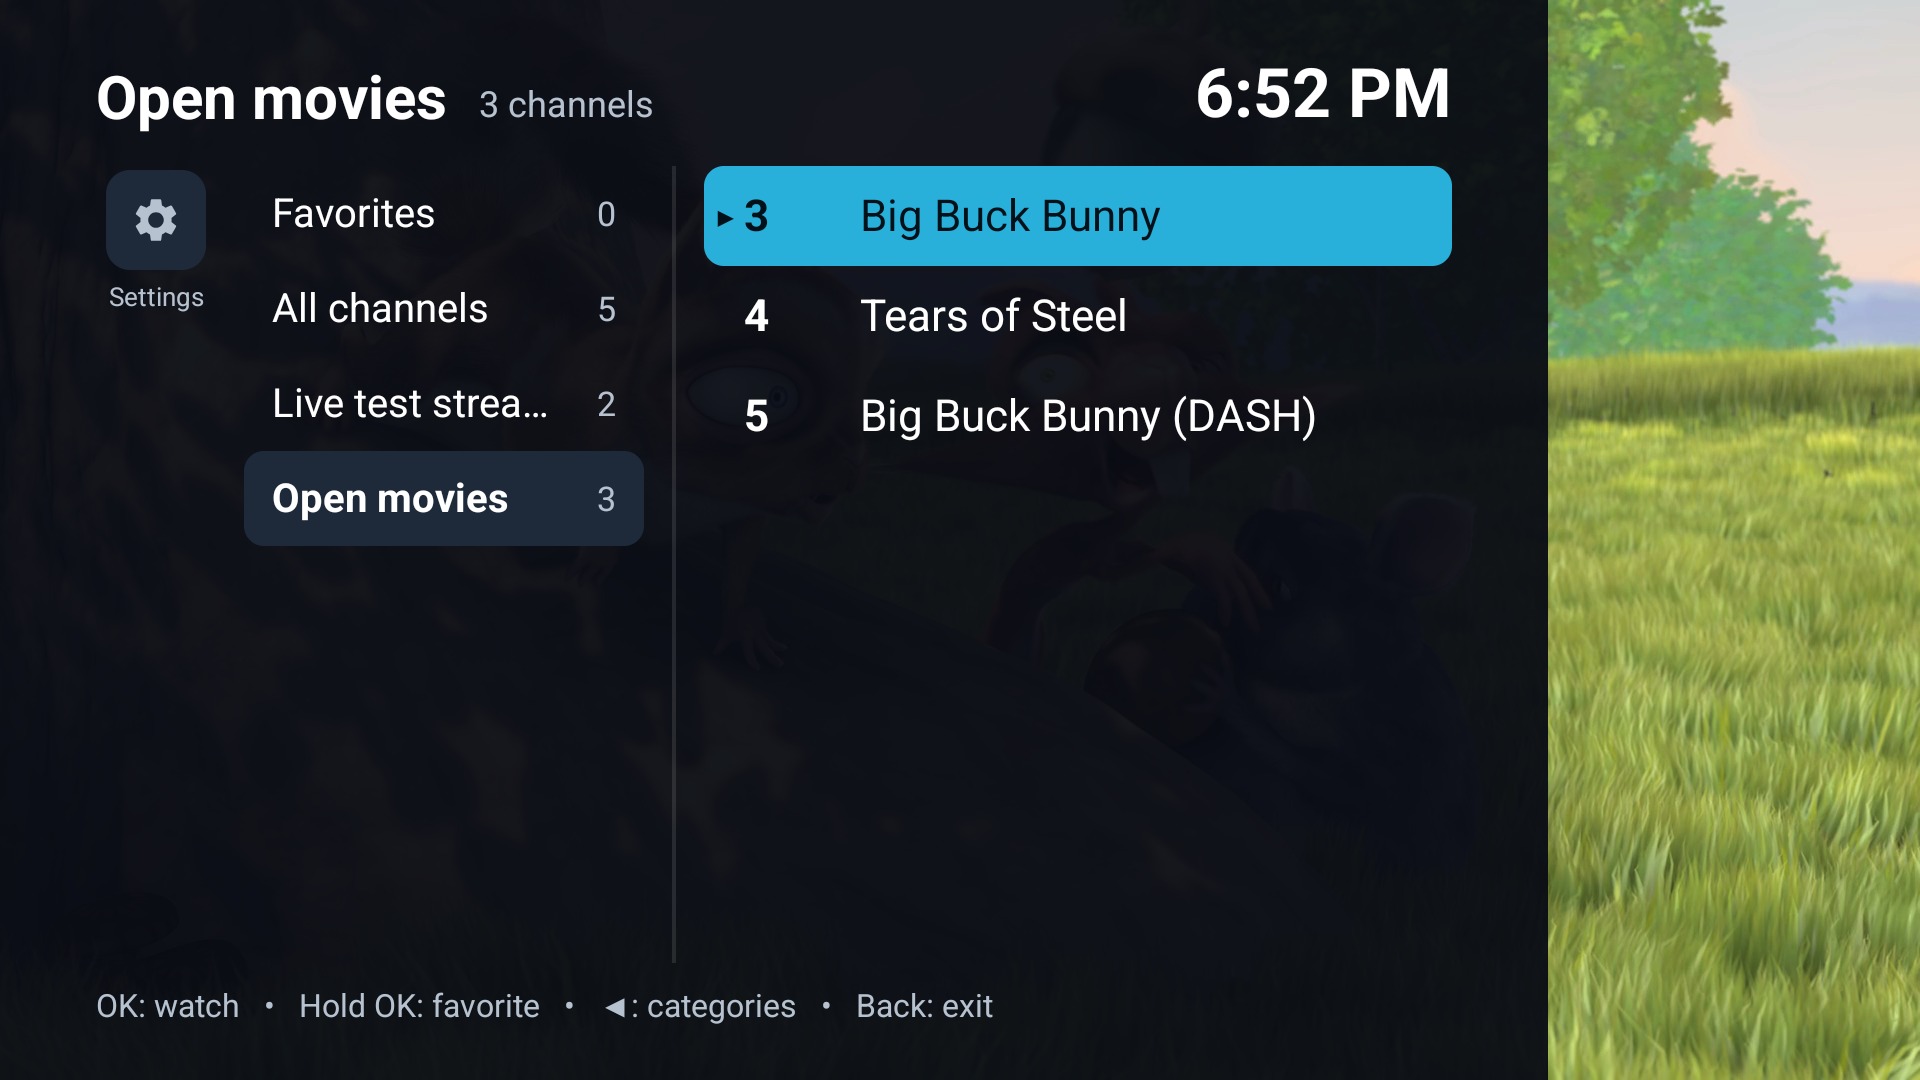 Open movies 3 channels
6:52 PM
Settings
Favorites 0
All channels 5
Live test strea... 2
Open movies 3
▸ 3 Big Buck Bunny
4 Tears of Steel
5 Big Buck Bunny (DASH)
OK: watch • Hold OK: favorite • ◄: categories • Back: exit